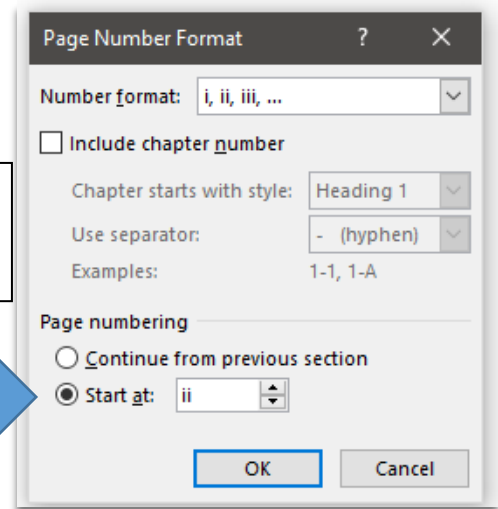 Page Number Format ? ×
Number format: i, ii, iii, ...
Include chapter number
Chapter starts with style: Heading 1
Use separator: - (hyphen)
Examples: 1-1, 1-A
Page numbering
Continue from previous section
Start at: ii
OK Cancel